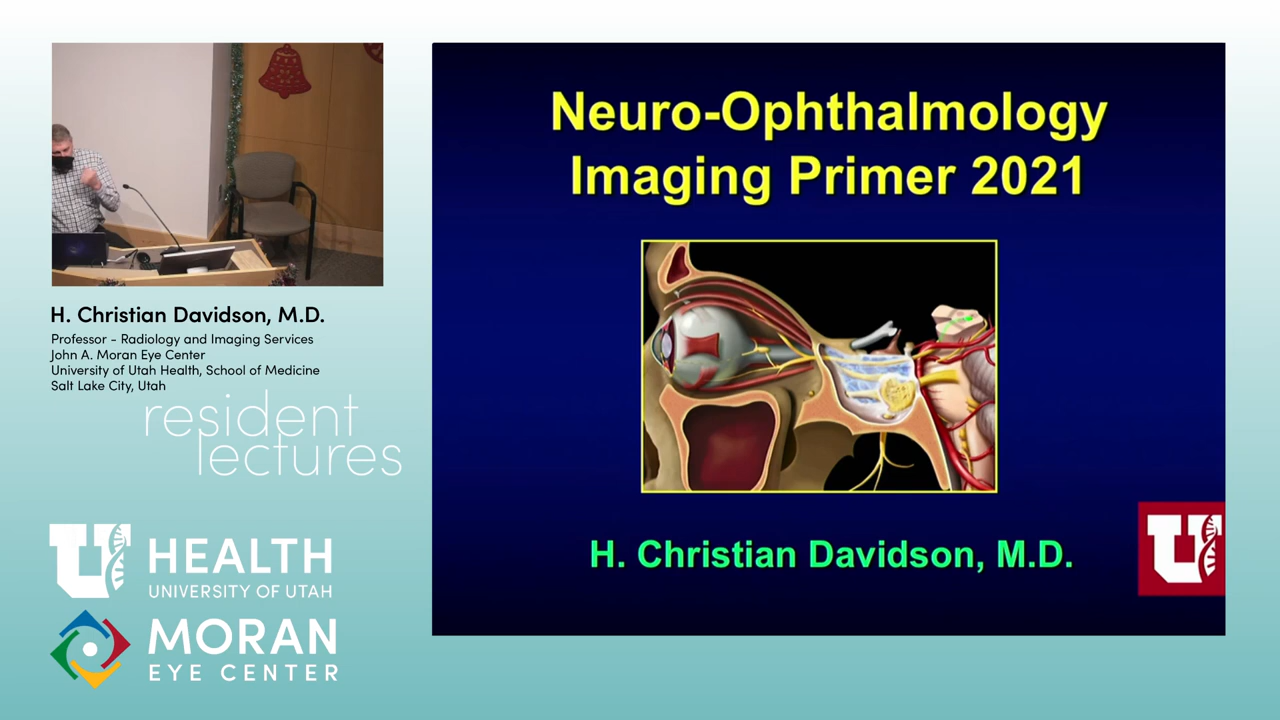 H. Christian Davidson, M.D.
Professor - Radiology and Imaging Services
John A. Moran Eye Center
University of Utah Health, School of Medicine
Salt Lake City, Utah
resident
lectures
U HEALTH
UNIVERSITY OF UTAH
MORAN
EYE CENTER
Neuro-Ophthalmology
Imaging Primer 2021
H. Christian Davidson, M.D.
U